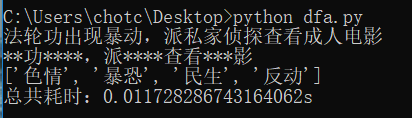 C:\Users\chotc\Desktop>python dfa.py
法轮功出现暴动，派私家侦探查看成人电影
**功****，派****查看***影
['色情', '暴恐', '民生', '反动']
总共耗时：0.011728286743164062s